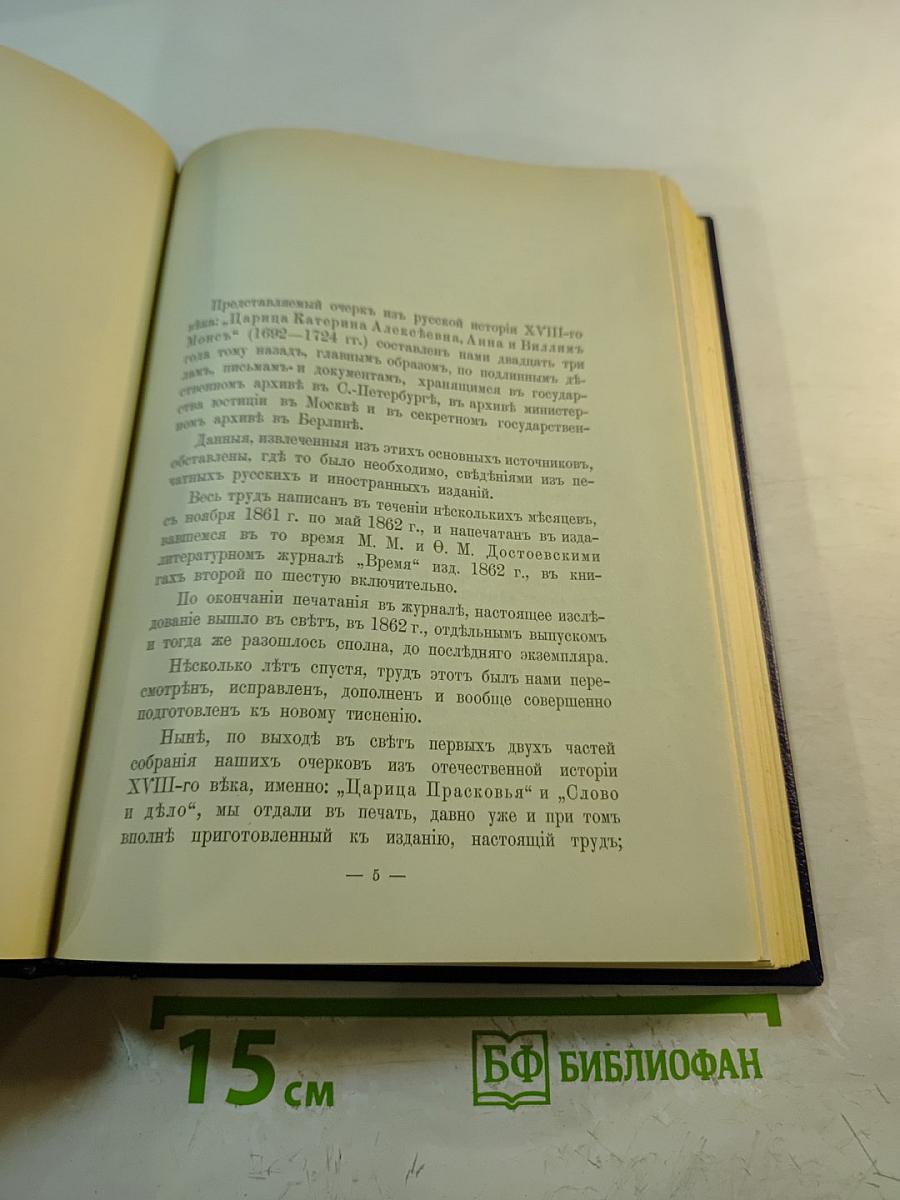 Представляемый очеркъ изъ русской исторіи XVIII-го
вѣка: „Царица Катерина Алексѣевна, Анна и Виллимъ
Монсъ“ (1692—1724 гг.) составленъ нами двадцать три
года тому назадъ, главнымъ образомъ, по подлиннымъ дѣ-
ламъ, письмамъ и документамъ, хранящимся въ государ-
ственномъ архивѣ въ С.-Петербургѣ, въ архивѣ министер-
ства юстиціи въ Москвѣ и въ секретномъ государствен-
номъ архивѣ въ Берлинѣ.
Данныя, извлеченныя изъ этихъ основныхъ источниковъ,
обставлены, гдѣ то было необходимо, свѣдѣніями изъ пе-
чатныхъ русскихъ и иностранныхъ изданій.
Весь трудъ написанъ въ теченіи нѣсколькихъ мѣсяцевъ,
съ ноября 1861 г. по май 1862 г., и напечатанъ въ изда-
вавшемся въ то время М. М. и Ѳ. М. Достоевскими
литературномъ журналѣ „Время“ изд. 1862 г., въ кни-
гахъ второй по шестую включительно.
По окончаніи печатанія въ журналѣ, настоящее изслѣ-
дованіе вышло въ свѣтъ, въ 1862 г., отдѣльнымъ выпускомъ
и тогда же разошлось сполна, до послѣдняго экземпляра.
Нѣсколько лѣтъ спустя, трудъ этотъ былъ нами пере-
смотрѣнъ, исправленъ, дополненъ и вообще совершенно
подготовленъ къ новому тисненію.
Нынѣ, по выходѣ въ свѣтъ первыхъ двухъ частей
собранія нашихъ очерковъ изъ отечественной исторіи
XVIII-го вѣка, именно: „Царица Прасковья“ и „Слово
и дѣло“, мы отдали въ печать, давно уже и при томъ
вполнѣ приготовленный къ изданію, настоящій трудъ;
— 5 —
15 см
БФ БИБЛИОФАН